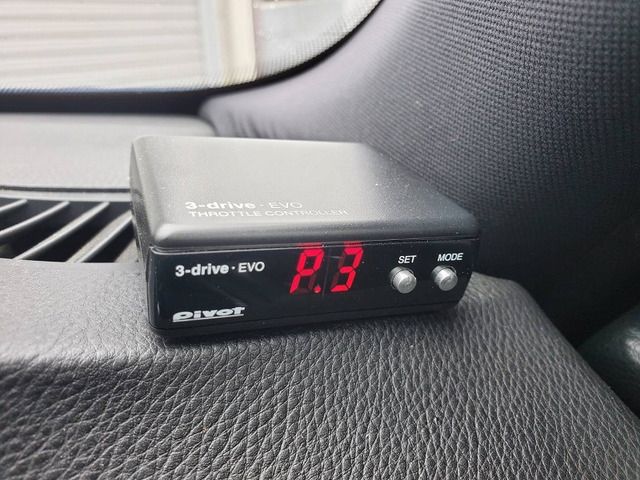 3-drive · EVO
THROTTLE CONTROLLER
3-drive · EVO
P.3
SET
MODE
Pivot